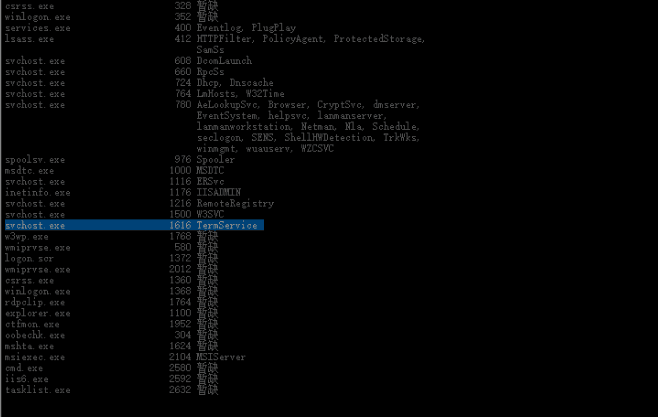 csrss.exe 328 暂缺
winlogon.exe 352 暂缺
services.exe 400 Eventlog, PlugPlay
lsass.exe 412 HTTPFilter, PolicyAgent, ProtectedStorage,
SamSs
svchost.exe 608 DcomLaunch
svchost.exe 660 RpcSs
svchost.exe 724 Dhcp, Dnscache
svchost.exe 764 LmHosts, W32Time
svchost.exe 780 AeLookupSvc, Browser, CryptSvc, dmserver,
EventSystem, helpsvc, lanmanserver,
lanmanworkstation, Netman, Nla, Schedule,
seclogon, SENS, ShellHWDetection, TrkWks,
winmgmt, wuauserv, WZCSVC
spoolsv.exe 976 Spooler
msdtc.exe 1000 MSDTC
svchost.exe 1116 ERSvc
inetinfo.exe 1176 IISADMIN
svchost.exe 1216 RemoteRegistry
svchost.exe 1500 W3SVC
svchost.exe 1616 TermService
w3wp.exe 1768 暂缺
wmiprvse.exe 580 暂缺
logon.scr 1372 暂缺
wmiprvse.exe 2012 暂缺
csrss.exe 1360 暂缺
winlogon.exe 1368 暂缺
rdpclip.exe 1764 暂缺
explorer.exe 1100 暂缺
ctfmon.exe 1952 暂缺
oobechk.exe 304 暂缺
mshta.exe 1624 暂缺
msiexec.exe 2104 MSIServer
cmd.exe 2580 暂缺
iis6.exe 2592 暂缺
tasklist.exe 2632 暂缺